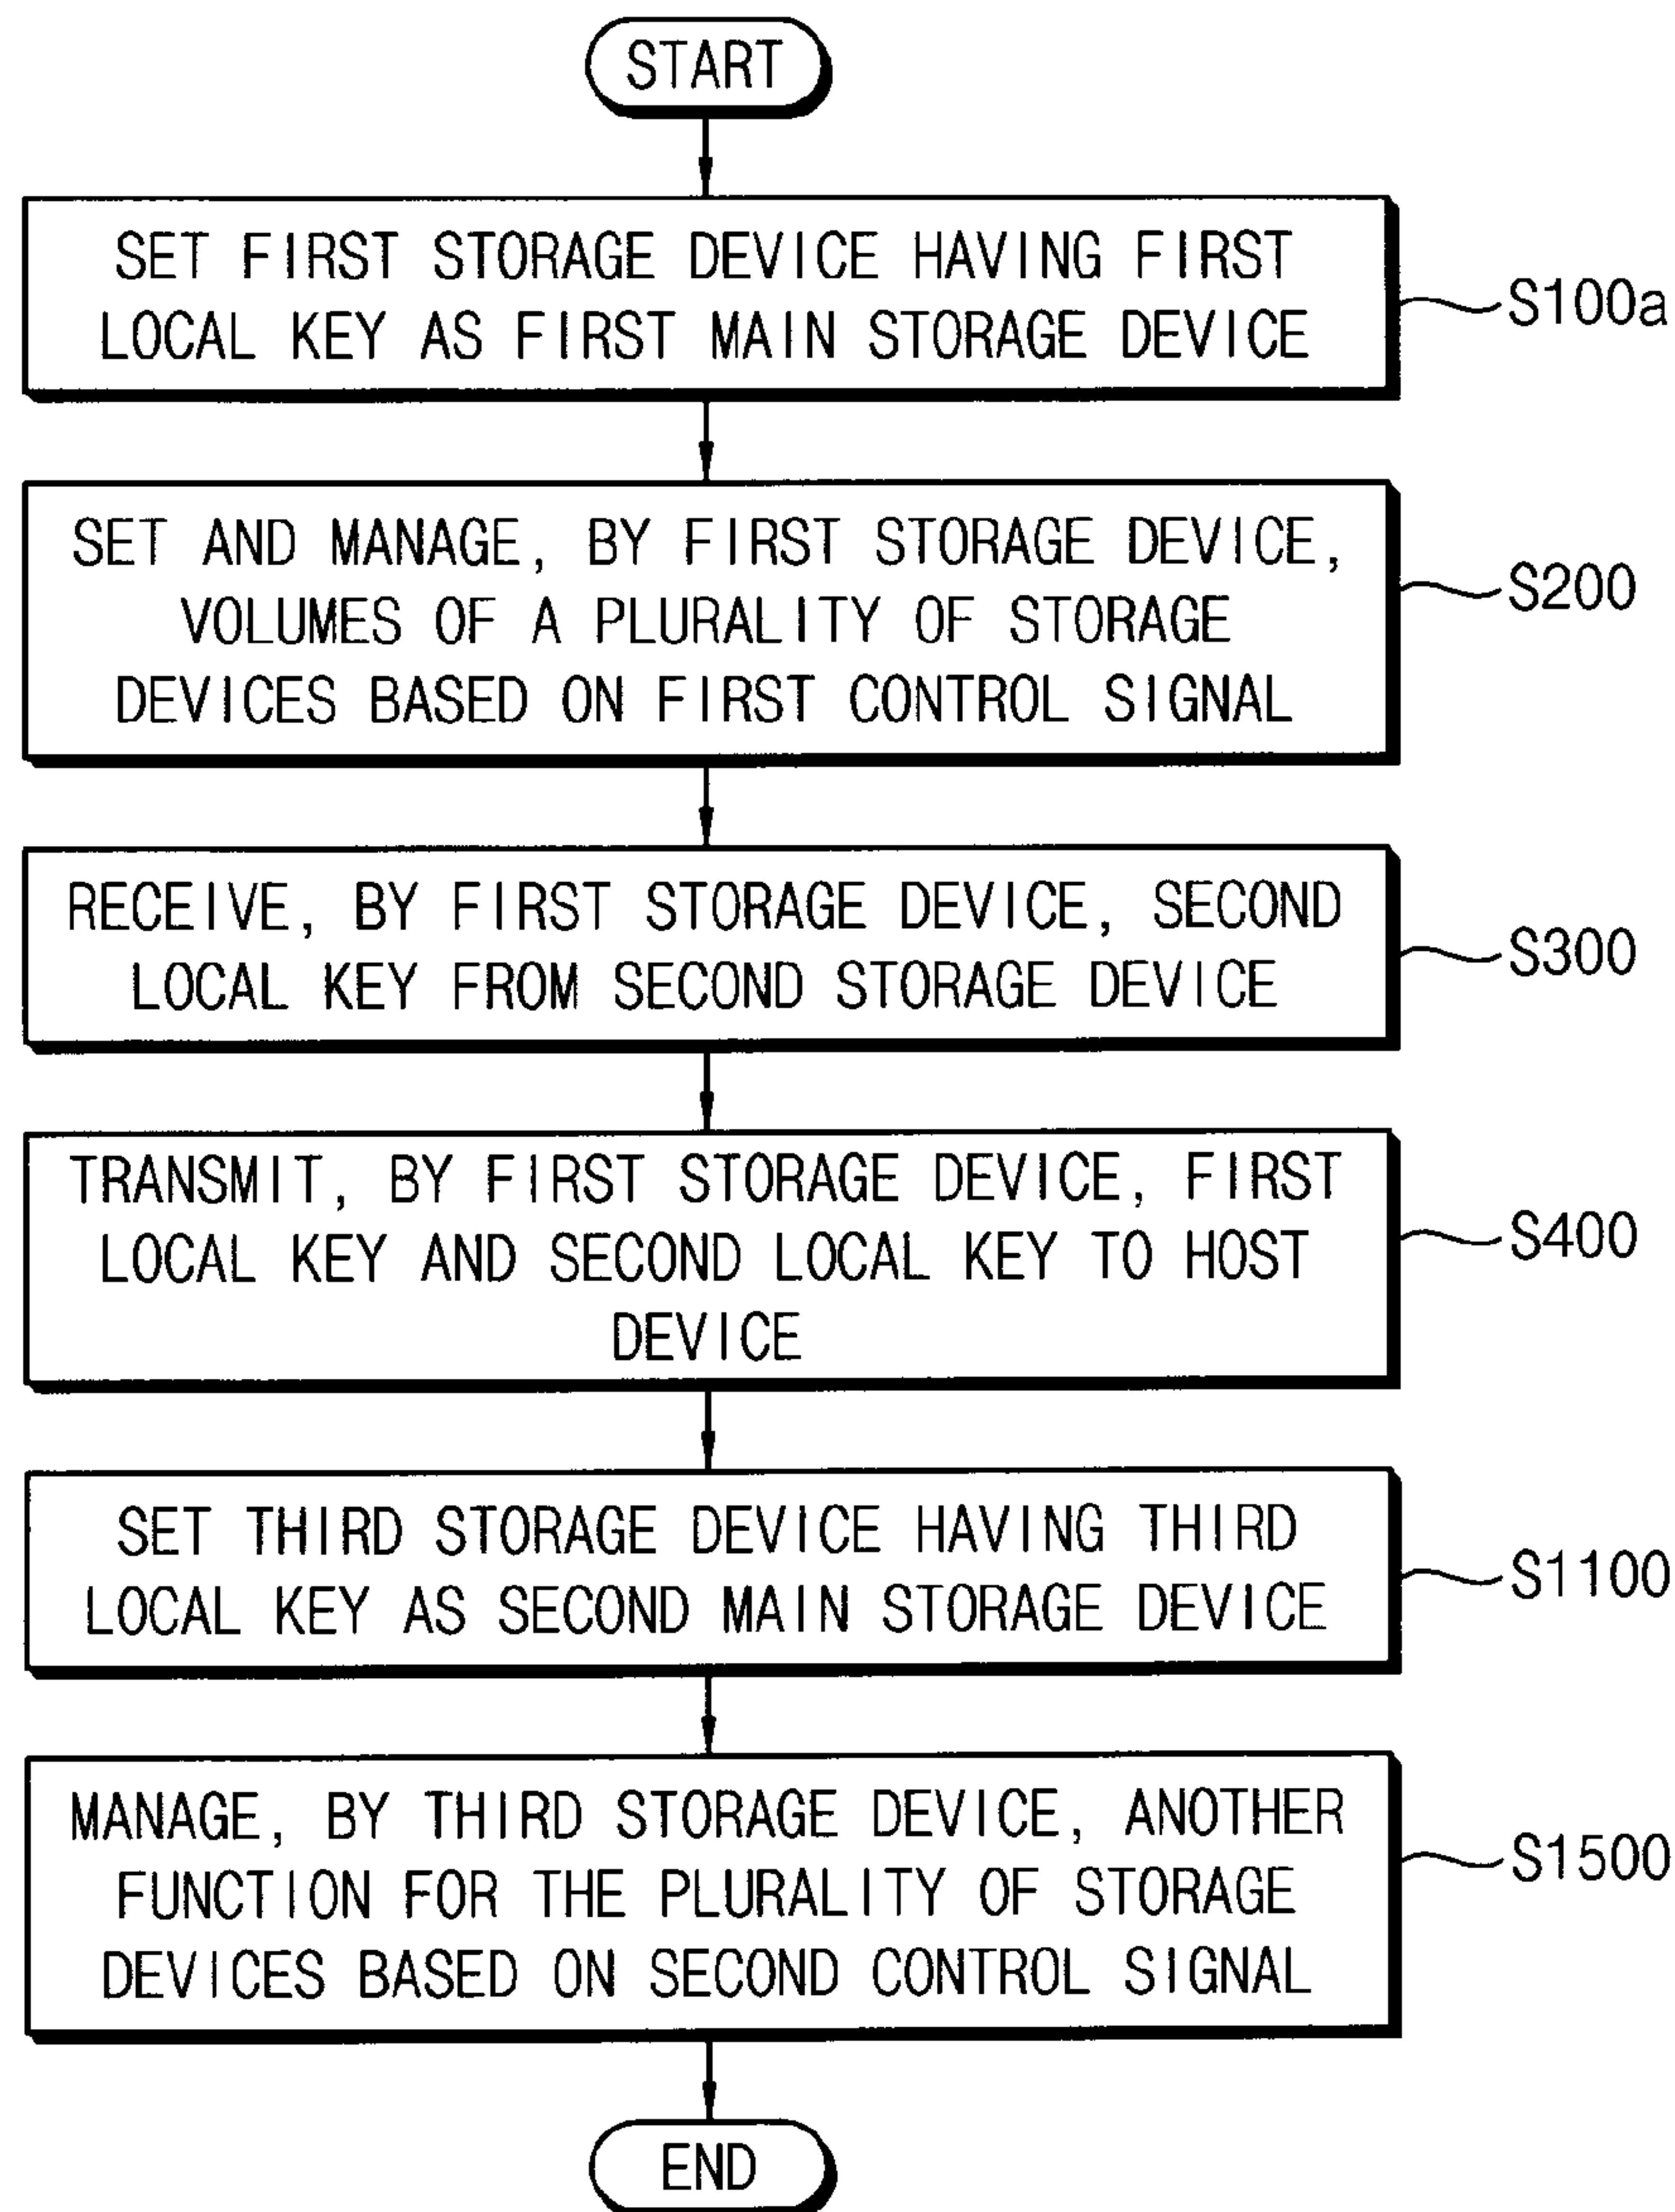 START
SET FIRST STORAGE DEVICE HAVING FIRST
LOCAL KEY AS FIRST MAIN STORAGE DEVICE
S100a
SET AND MANAGE, BY FIRST STORAGE DEVICE,
VOLUMES OF A PLURALITY OF STORAGE
DEVICES BASED ON FIRST CONTROL SIGNAL
S200
RECEIVE, BY FIRST STORAGE DEVICE, SECOND
LOCAL KEY FROM SECOND STORAGE DEVICE
S300
TRANSMIT, BY FIRST STORAGE DEVICE, FIRST
LOCAL KEY AND SECOND LOCAL KEY TO HOST
DEVICE
S400
SET THIRD STORAGE DEVICE HAVING THIRD
LOCAL KEY AS SECOND MAIN STORAGE DEVICE
S1100
MANAGE, BY THIRD STORAGE DEVICE, ANOTHER
FUNCTION FOR THE PLURALITY OF STORAGE
DEVICES BASED ON SECOND CONTROL SIGNAL
S1500
END